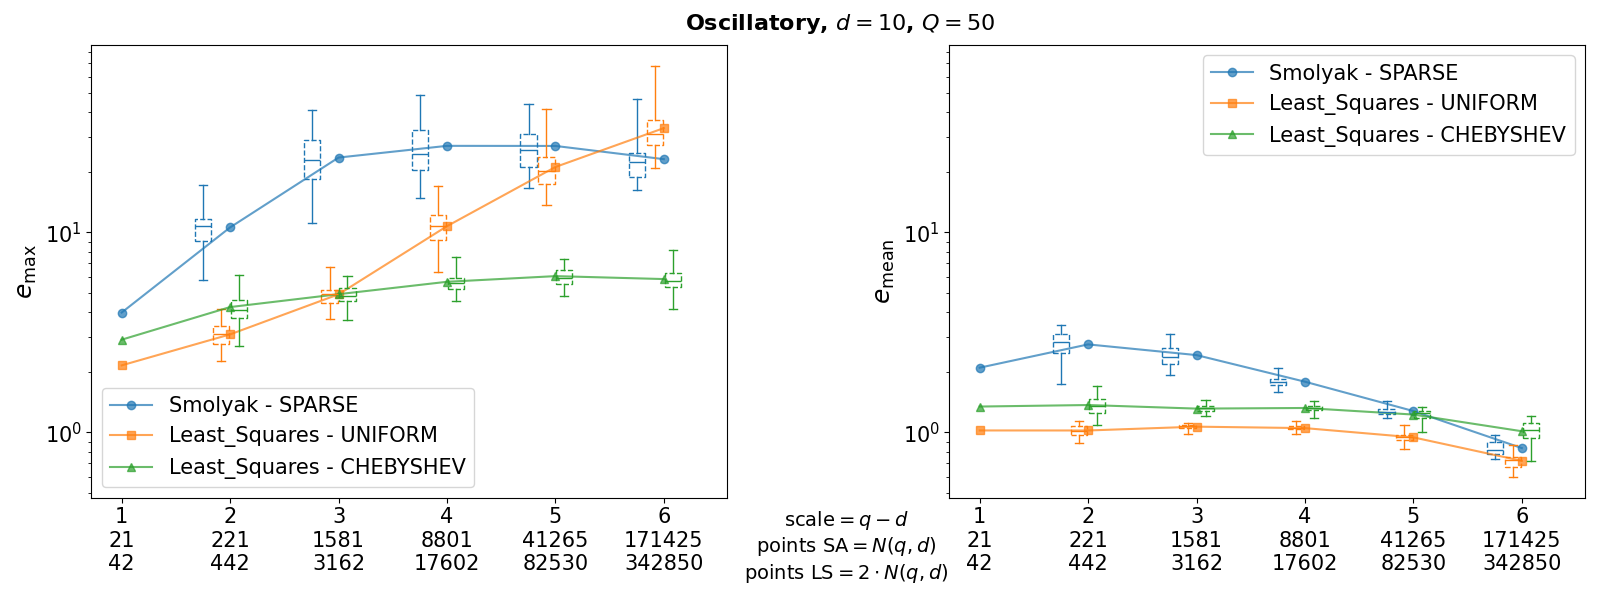 Oscillatory, d = 10, Q = 50
e_max
10^1
10^0
Smolyak - SPARSE
Least_Squares - UNIFORM
Least_Squares - CHEBYSHEV
1 2 3 4 5 6
21 221 1581 8801 41265 171425
42 442 3162 17602 82530 342850
scale = q − d
points SA = N(q, d)
points LS = 2 · N(q, d)
e_mean
10^1
10^0
Smolyak - SPARSE
Least_Squares - UNIFORM
Least_Squares - CHEBYSHEV
1 2 3 4 5 6
21 221 1581 8801 41265 171425
42 442 3162 17602 82530 342850